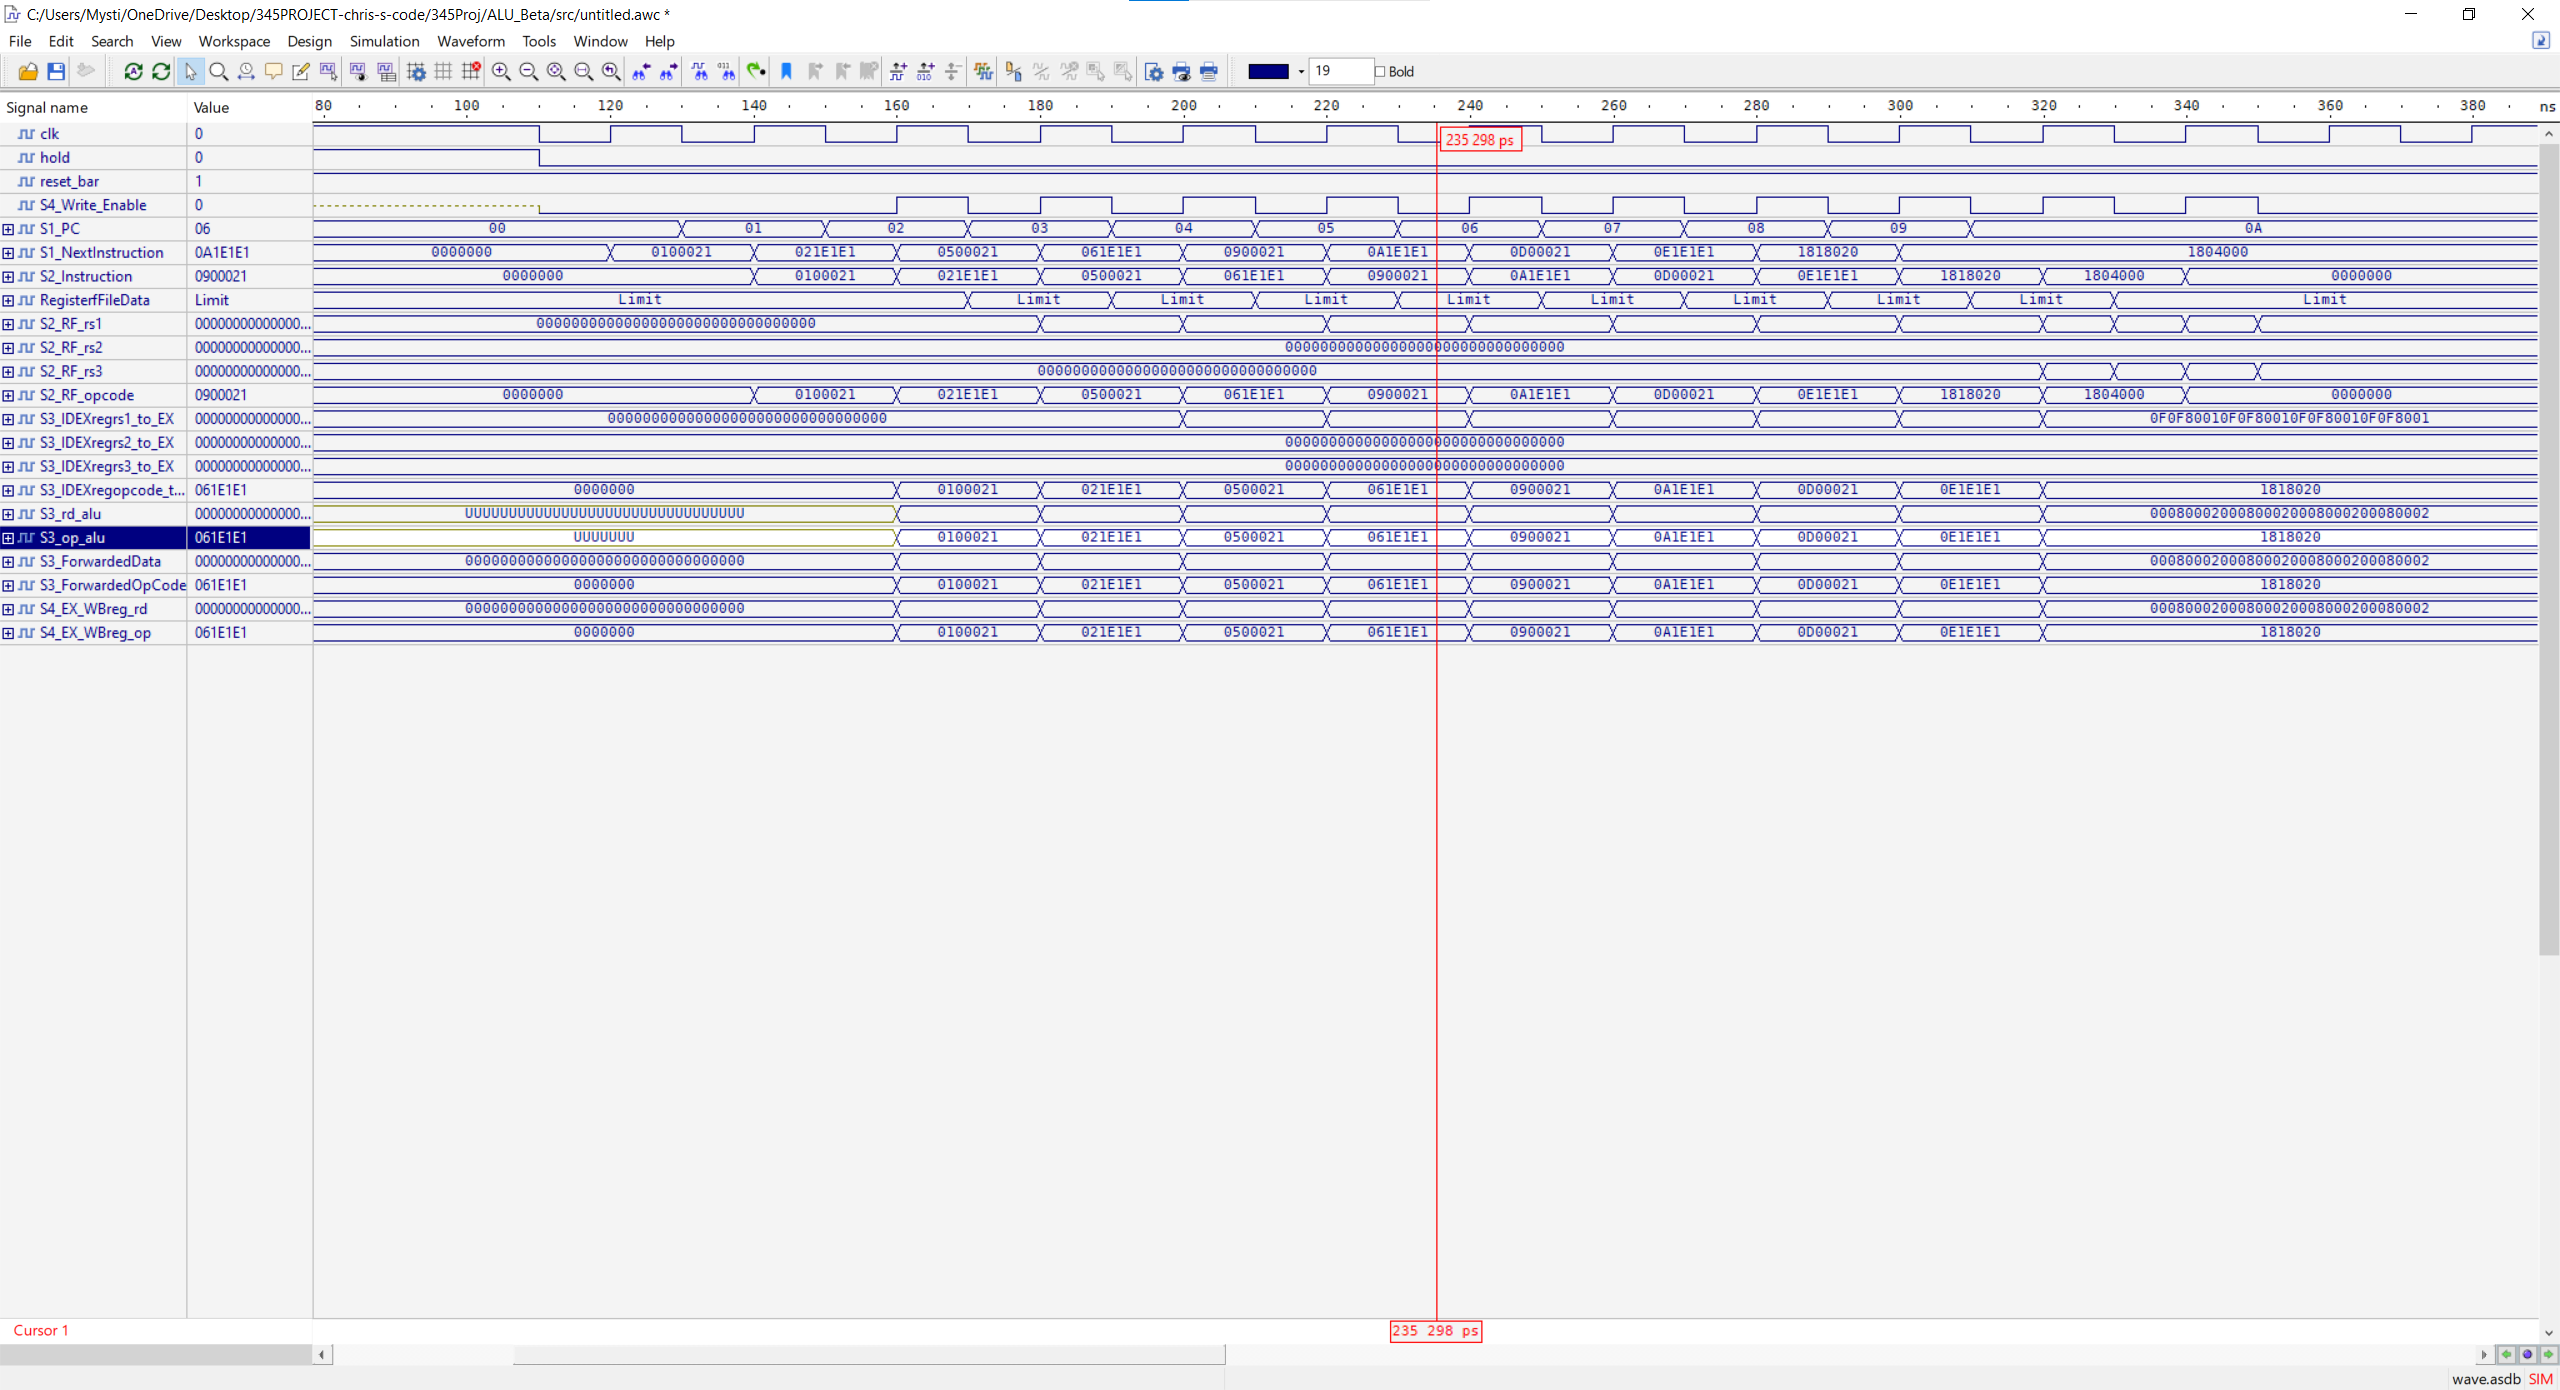 C:/Users/Mysti/OneDrive/Desktop/345PROJECT-chris-s-code/345Proj/ALU_Beta/src/untitled.awc *
File Edit Search View Workspace Design Simulation Waveform Tools Window Help
19 Bold
Signal name Value 80 100 120 140 160 180 200 220 240 260 280 300 320 340 360 380 ns
clk 0
235 298 ps
hold 0
reset_bar 1
S4_Write_Enable 0
S1_PC 06 00 01 02 03 04 05 06 07 08 09 0A
S1_NextInstruction 0A1E1E1 0000000 0100021 021E1E1 0500021 061E1E1 0900021 0A1E1E1 0D00021 0E1E1E1 1818020 1804000
S2_Instruction 0900021 0000000 0100021 021E1E1 0500021 061E1E1 0900021 0A1E1E1 0D00021 0E1E1E1 1818020 1804000 0000000
RegisterfFileData Limit Limit Limit Limit Limit Limit Limit Limit Limit Limit Limit
S2_RF_rs1 00000000000000... 00000000000000000000000000000000
S2_RF_rs2 00000000000000... 00000000000000000000000000000000
S2_RF_rs3 00000000000000... 00000000000000000000000000000000
S2_RF_opcode 0900021 0000000 0100021 021E1E1 0500021 061E1E1 0900021 0A1E1E1 0D00021 0E1E1E1 1818020 1804000 0000000
S3_IDEXregrs1_to_EX 00000000000000... 00000000000000000000000000000000 0F0F80010F0F80010F0F80010F0F8001
S3_IDEXregrs2_to_EX 00000000000000... 00000000000000000000000000000000
S3_IDEXregrs3_to_EX 00000000000000... 00000000000000000000000000000000
S3_IDEXregopcode_t... 061E1E1 0000000 0100021 021E1E1 0500021 061E1E1 0900021 0A1E1E1 0D00021 0E1E1E1 1818020
S3_rd_alu 00000000000000... UUUUUUUUUUUUUUUUUUUUUUUUUUUUUUUU 00080002000800020008000200080002
S3_op_alu 061E1E1 UUUUUUU 0100021 021E1E1 0500021 061E1E1 0900021 0A1E1E1 0D00021 0E1E1E1 1818020
S3_ForwardedData 00000000000000... 00000000000000000000000000000000 00080002000800020008000200080002
S3_ForwardedOpCode 061E1E1 0000000 0100021 021E1E1 0500021 061E1E1 0900021 0A1E1E1 0D00021 0E1E1E1 1818020
S4_EX_WBreg_rd 00000000000000... 00000000000000000000000000000000 00080002000800020008000200080002
S4_EX_WBreg_op 061E1E1 0000000 0100021 021E1E1 0500021 061E1E1 0900021 0A1E1E1 0D00021 0E1E1E1 1818020
Cursor 1 235 298 ps
wave.asdb SIM